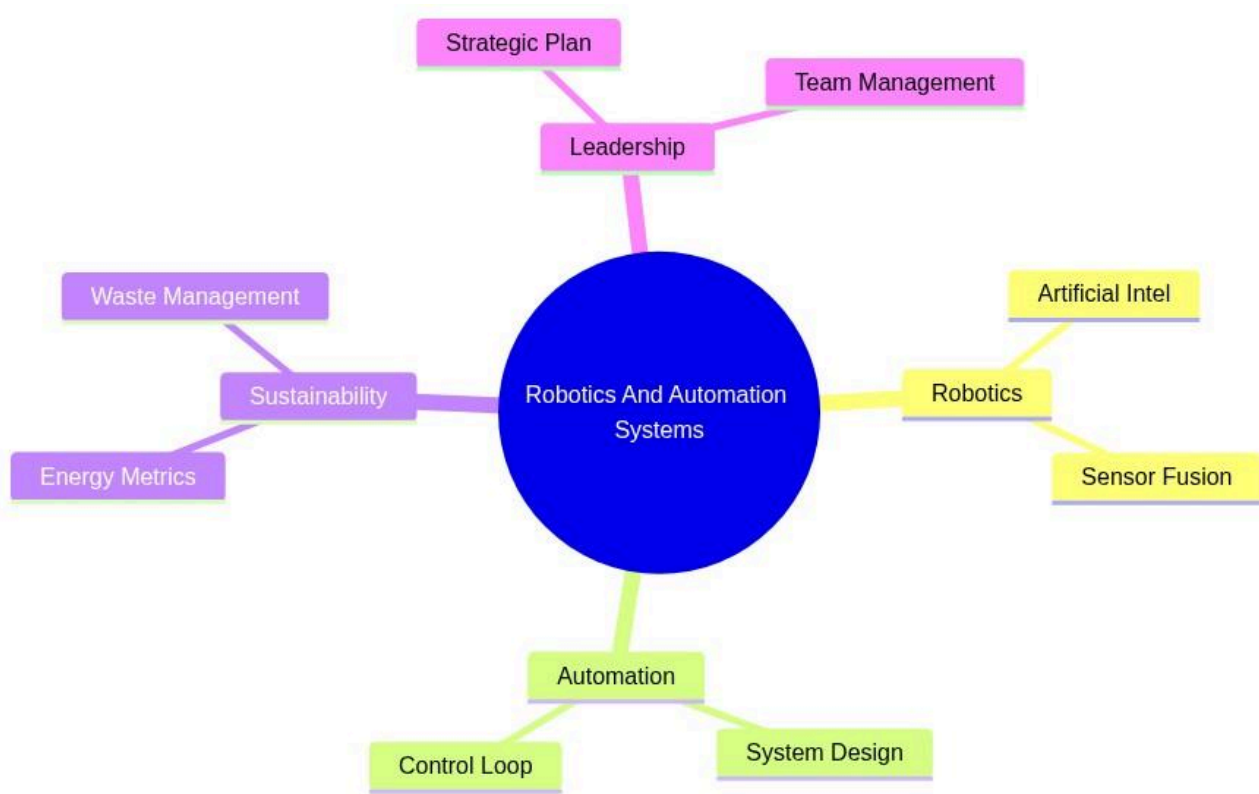 Strategic Plan
Team Management
Leadership
Waste Management
Artificial Intel
Sustainability
Robotics And Automation
Systems
Robotics
Energy Metrics
Sensor Fusion
Automation
Control Loop
System Design